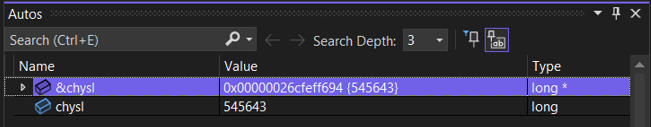 Autos
Search (Ctrl+E) Search Depth: 3
Name Value Type
&chysl 0x00000026cfeff694 {545643} long *
chysl 545643 long